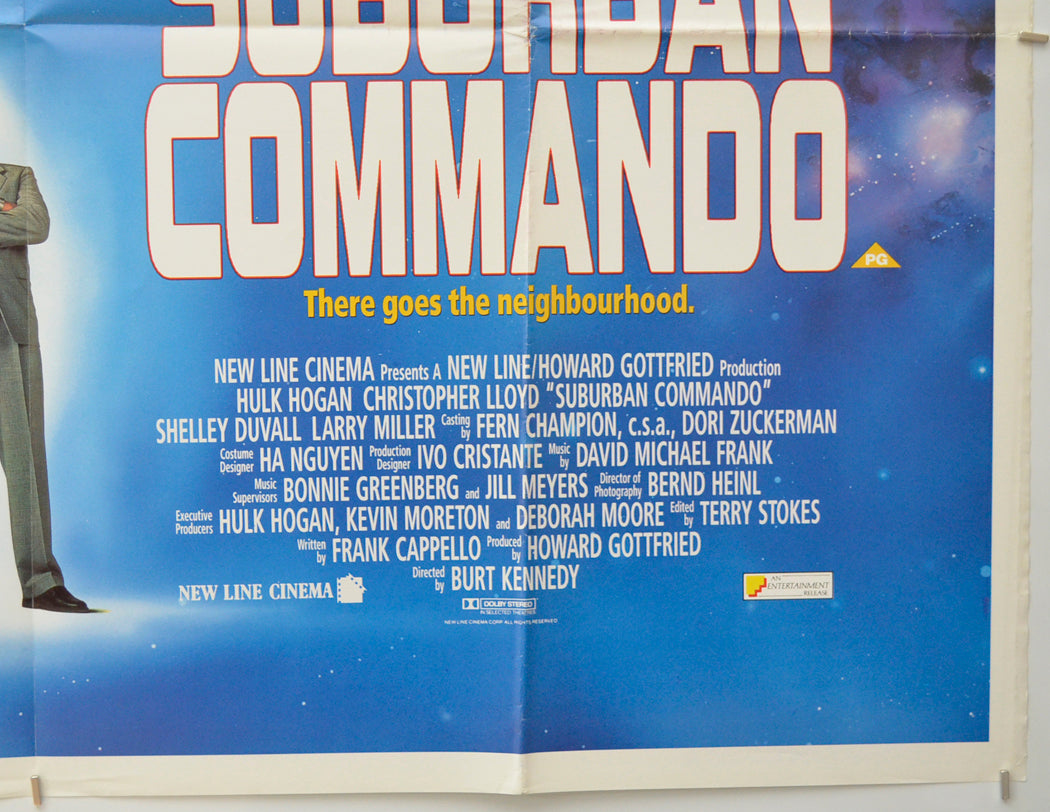 SUBURBAN
COMMANDO
PG
There goes the neighbourhood.
NEW LINE CINEMA Presents A NEW LINE/HOWARD GOTTFRIED Production
HULK HOGAN CHRISTOPHER LLOYD "SUBURBAN COMMANDO"
SHELLEY DUVALL LARRY MILLER Casting by FERN CHAMPION, c.s.a., DORI ZUCKERMAN
Costume Designer HA NGUYEN Production Designer IVO CRISTANTE Music by DAVID MICHAEL FRANK
Music Supervisors BONNIE GREENBERG and JILL MEYERS Director of Photography BERND HEINL
Executive Producers HULK HOGAN, KEVIN MORETON and DEBORAH MOORE Edited by TERRY STOKES
Written by FRANK CAPPELLO Produced by HOWARD GOTTFRIED
Directed by BURT KENNEDY
NEW LINE CINEMA
DOLBY STEREO
IN SELECTED THEATRES
NEW LINE CINEMA CORP. ALL RIGHTS RESERVED
AN
ENTERTAINMENT
RELEASE